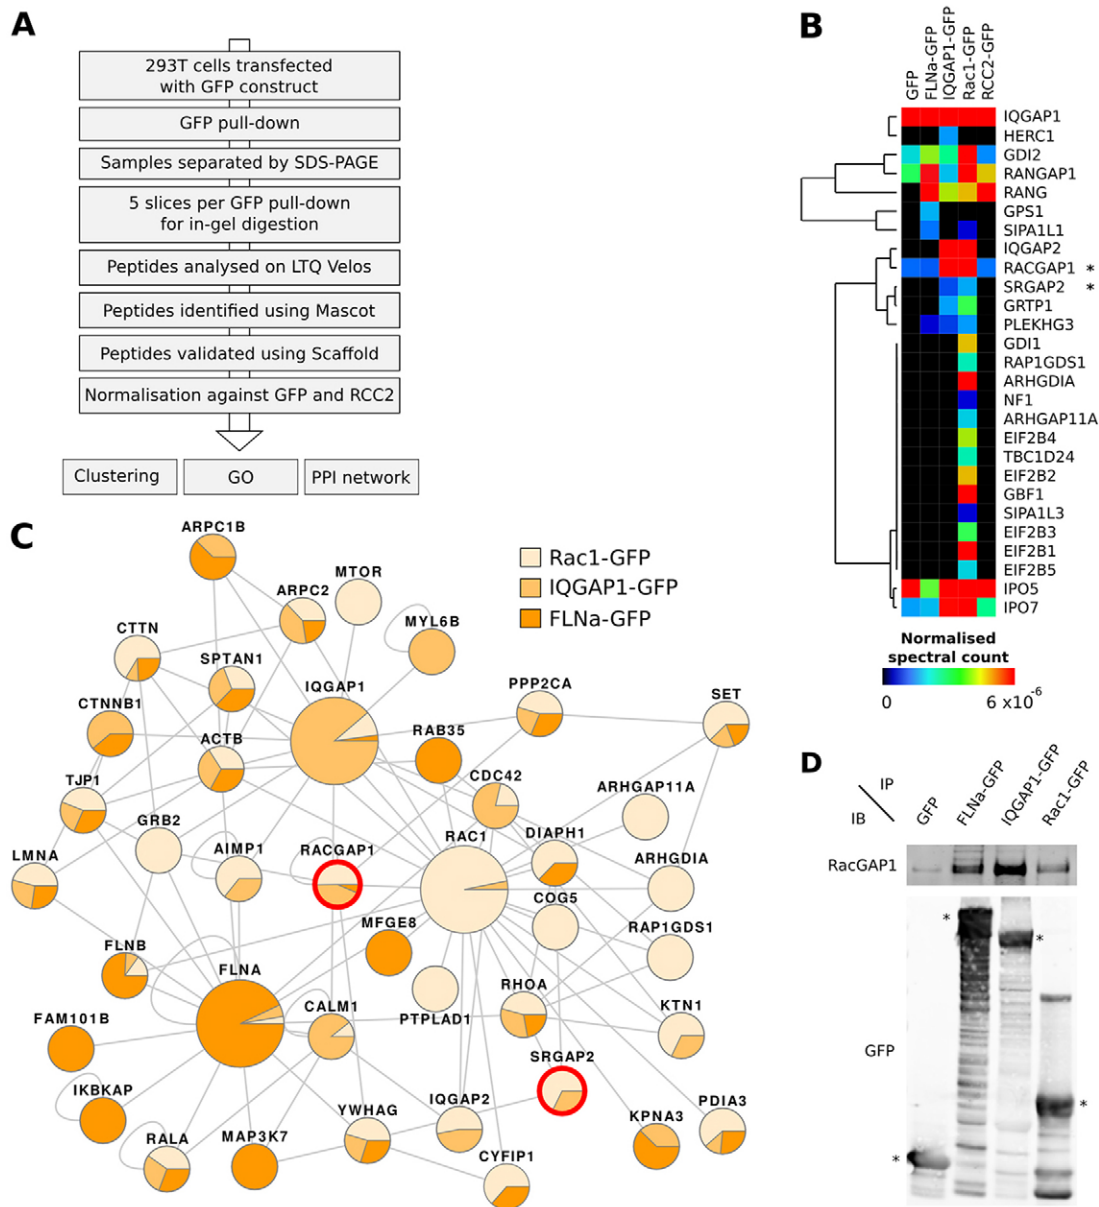 A
293T cells transfected
with GFP construct
GFP pull-down
Samples separated by SDS-PAGE
5 slices per GFP pull-down
for in-gel digestion
Peptides analysed on LTQ Velos
Peptides identified using Mascot
Peptides validated using Scaffold
Normalisation against GFP and RCC2
Clustering
GO
PPI network
B
GFP
FLNa-GFP
IQGAP1-GFP
Rac1-GFP
RCC2-GFP
IQGAP1
HERC1
GDI2
RANGAP1
RANG
GPS1
SIPA1L1
IQGAP2
RACGAP1 *
SRGAP2 *
GRTP1
PLEKHG3
GDI1
RAP1GDS1
ARHGDIA
NF1
ARHGAP11A
EIF2B4
TBC1D24
EIF2B2
GBF1
SIPA1L3
EIF2B3
EIF2B1
EIF2B5
IPO5
IPO7
Normalised
spectral count
0 6 x10⁻⁶
C
Rac1-GFP
IQGAP1-GFP
FLNa-GFP
ARPC1B
ARPC2
MTOR
MYL6B
CTTN
SPTAN1
IQGAP1
PPP2CA
SET
CTNNB1
ACTB
RAB35
CDC42
ARHGAP11A
TJP1
GRB2
AIMP1
RACGAP1
RAC1
DIAPH1
ARHGDIA
LMNA
COG5
MFGE8
RAP1GDS1
FLNB
FLNA
CALM1
PTPLAD1
RHOA
KTN1
FAM101B
SRGAP2
IKBKAP
YWHAG
IQGAP2
KPNA3
PDIA3
RALA
MAP3K7
CYFIP1
D
IP
IB
GFP
FLNa-GFP
IQGAP1-GFP
Rac1-GFP
RacGAP1
GFP
*
*
*
*